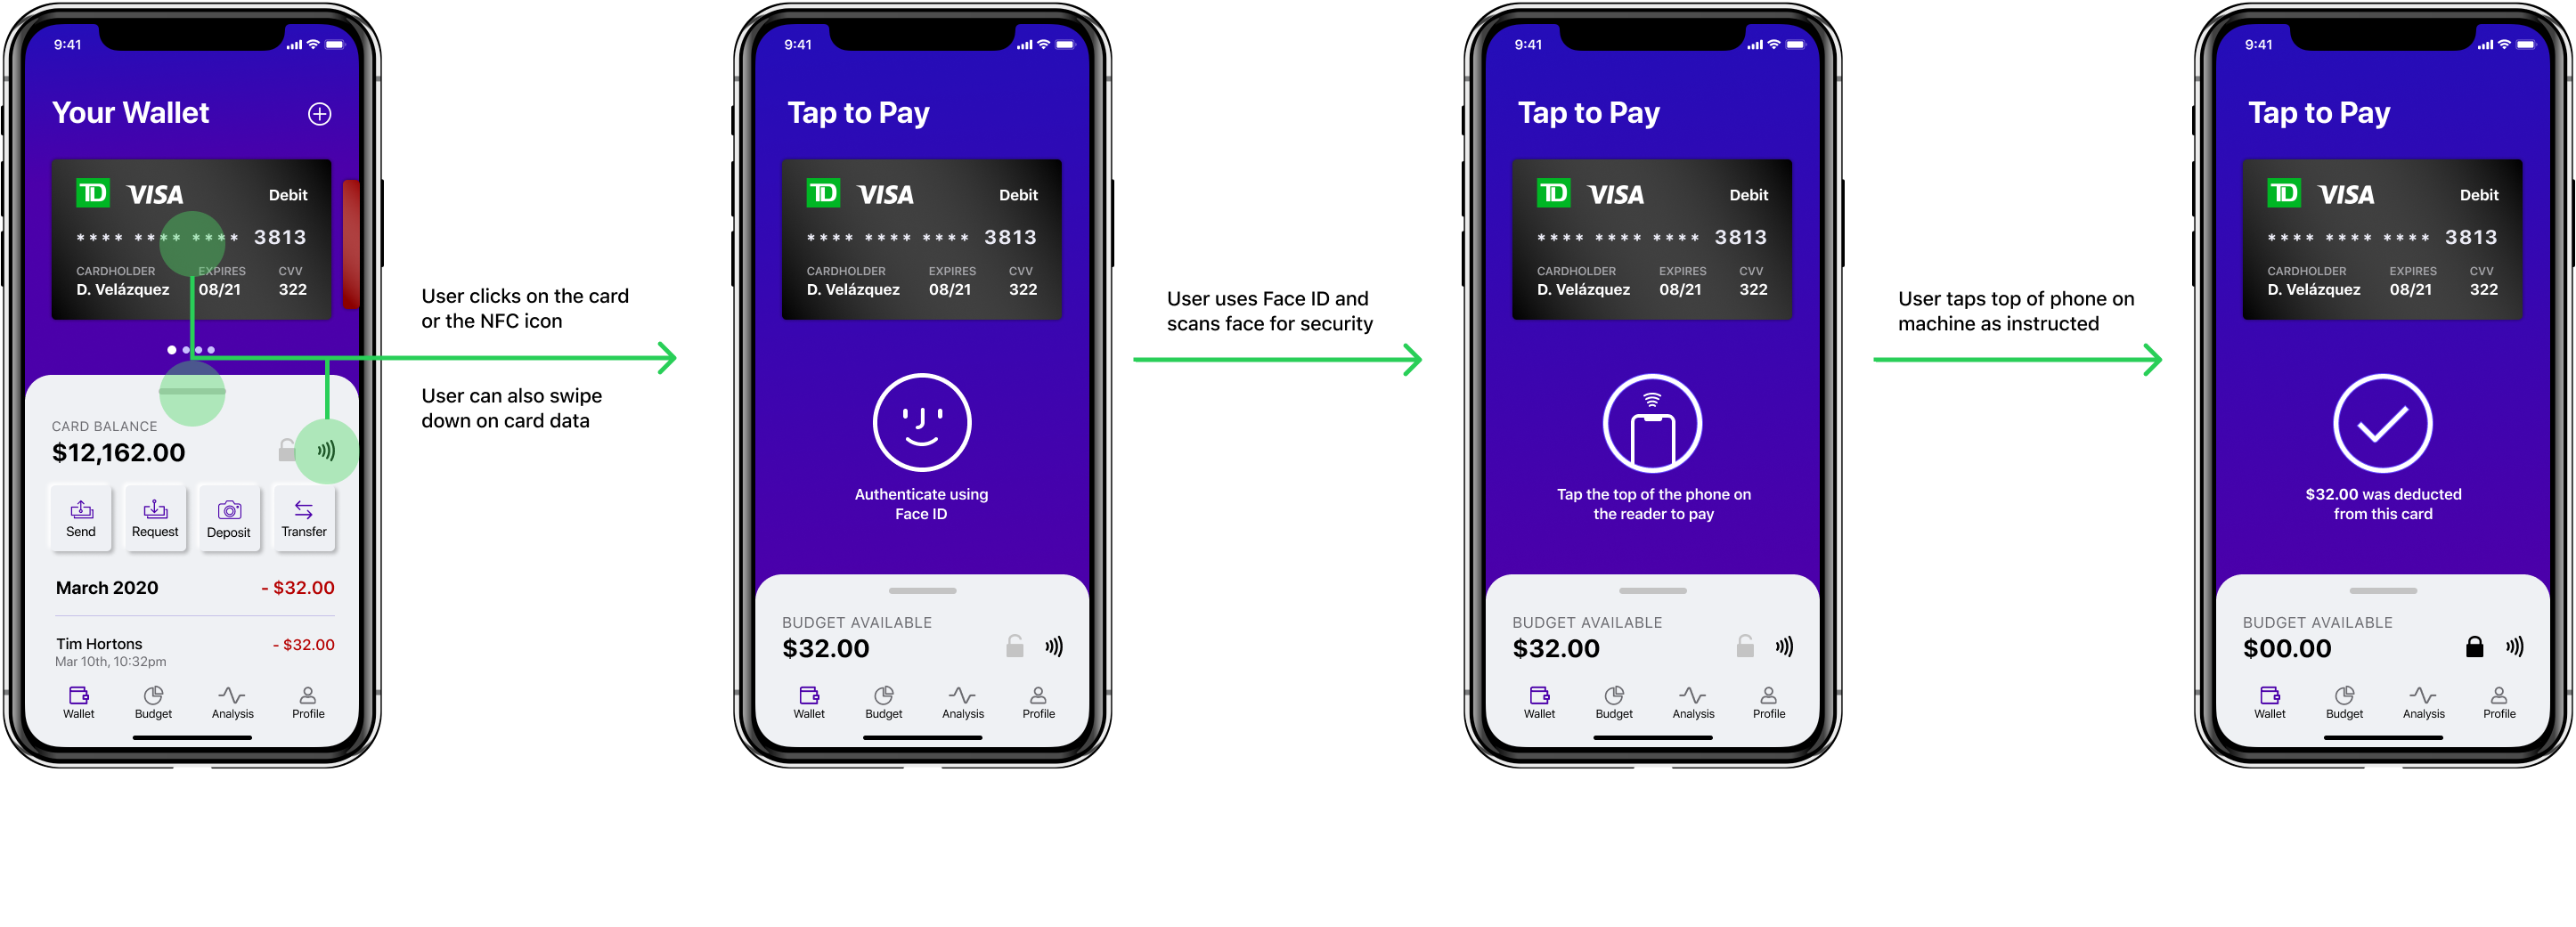 9:41
Your Wallet
TD VISA Debit
**** **** **** 3813
CARDHOLDER EXPIRES CVV
D. Velázquez 08/21 322
CARD BALANCE
$12,162.00
Send Request Deposit Transfer
March 2020 - $32.00
Tim Hortons - $32.00
Mar 10th, 10:32pm
Wallet Budget Analysis Profile
User clicks on the card
or the NFC icon
User can also swipe
down on card data
9:41
Tap to Pay
TD VISA Debit
**** **** **** 3813
CARDHOLDER EXPIRES CVV
D. Velázquez 08/21 322
Authenticate using
Face ID
BUDGET AVAILABLE
$32.00
Wallet Budget Analysis Profile
User uses Face ID and
scans face for security
9:41
Tap to Pay
TD VISA Debit
**** **** **** 3813
CARDHOLDER EXPIRES CVV
D. Velázquez 08/21 322
Tap the top of the phone on
the reader to pay
BUDGET AVAILABLE
$32.00
Wallet Budget Analysis Profile
User taps top of phone on
machine as instructed
9:41
Tap to Pay
TD VISA Debit
**** **** **** 3813
CARDHOLDER EXPIRES CVV
D. Velázquez 08/21 322
$32.00 was deducted
from this card
BUDGET AVAILABLE
$00.00
Wallet Budget Analysis Profile